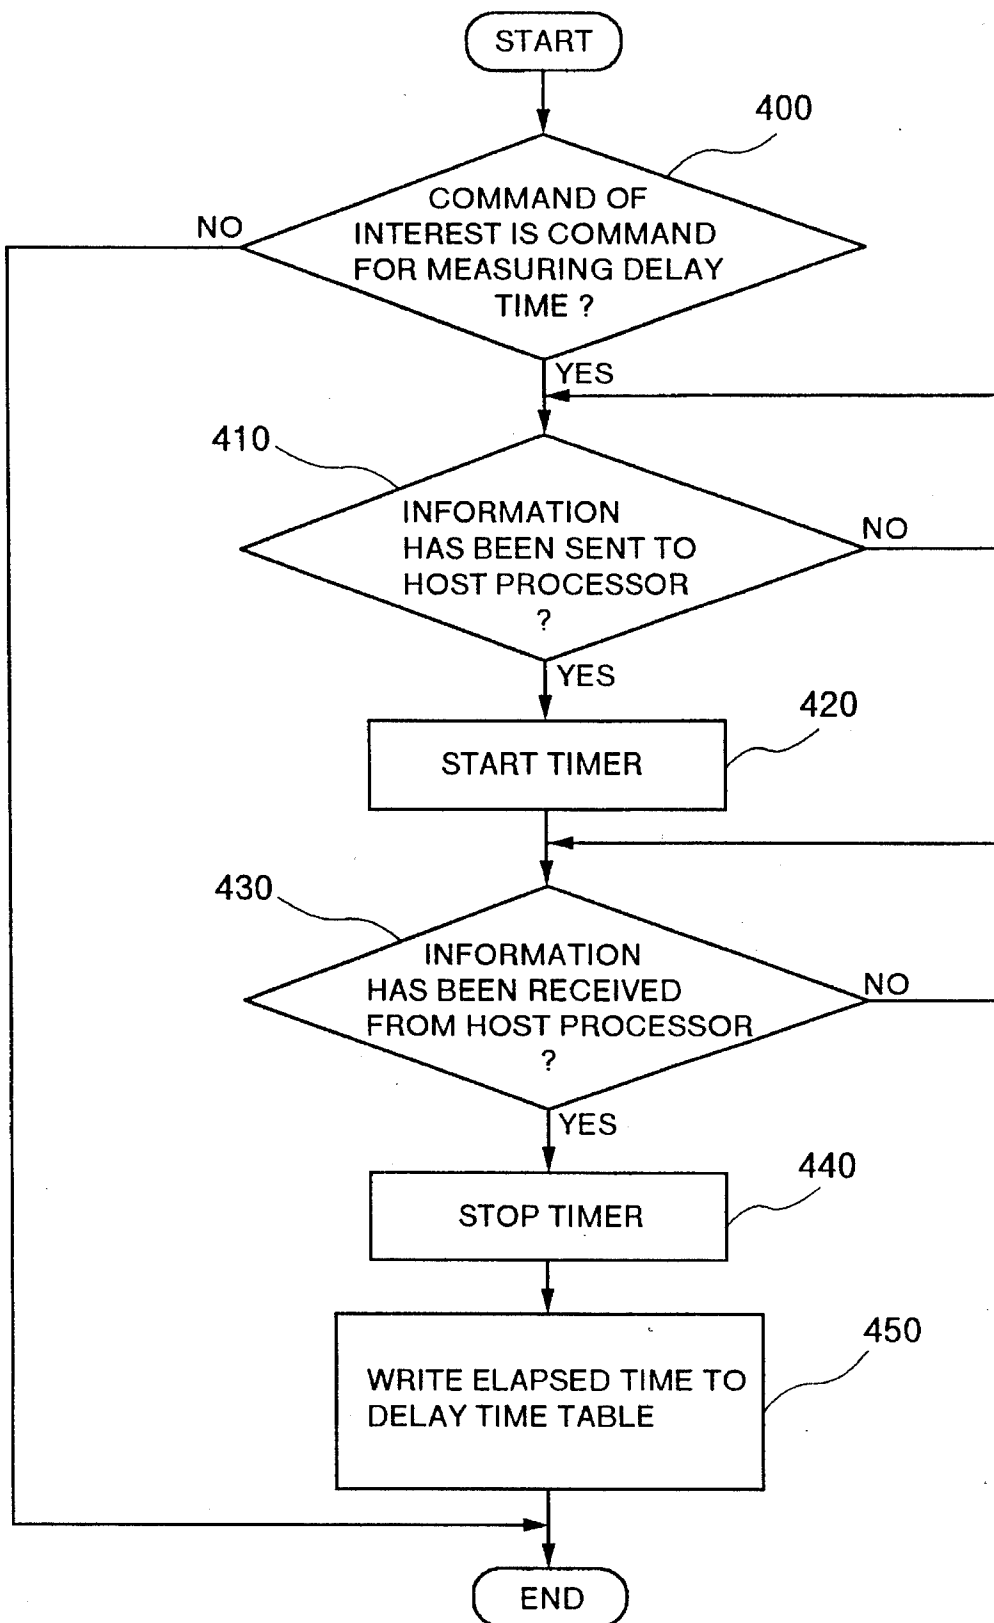 START
400
COMMAND OF
INTEREST IS COMMAND
FOR MEASURING DELAY
TIME ?
NO
YES
410
INFORMATION
HAS BEEN SENT TO
HOST PROCESSOR
?
NO
YES
420
START TIMER
430
INFORMATION
HAS BEEN RECEIVED
FROM HOST PROCESSOR
?
NO
YES
440
STOP TIMER
450
WRITE ELAPSED TIME TO
DELAY TIME TABLE
END